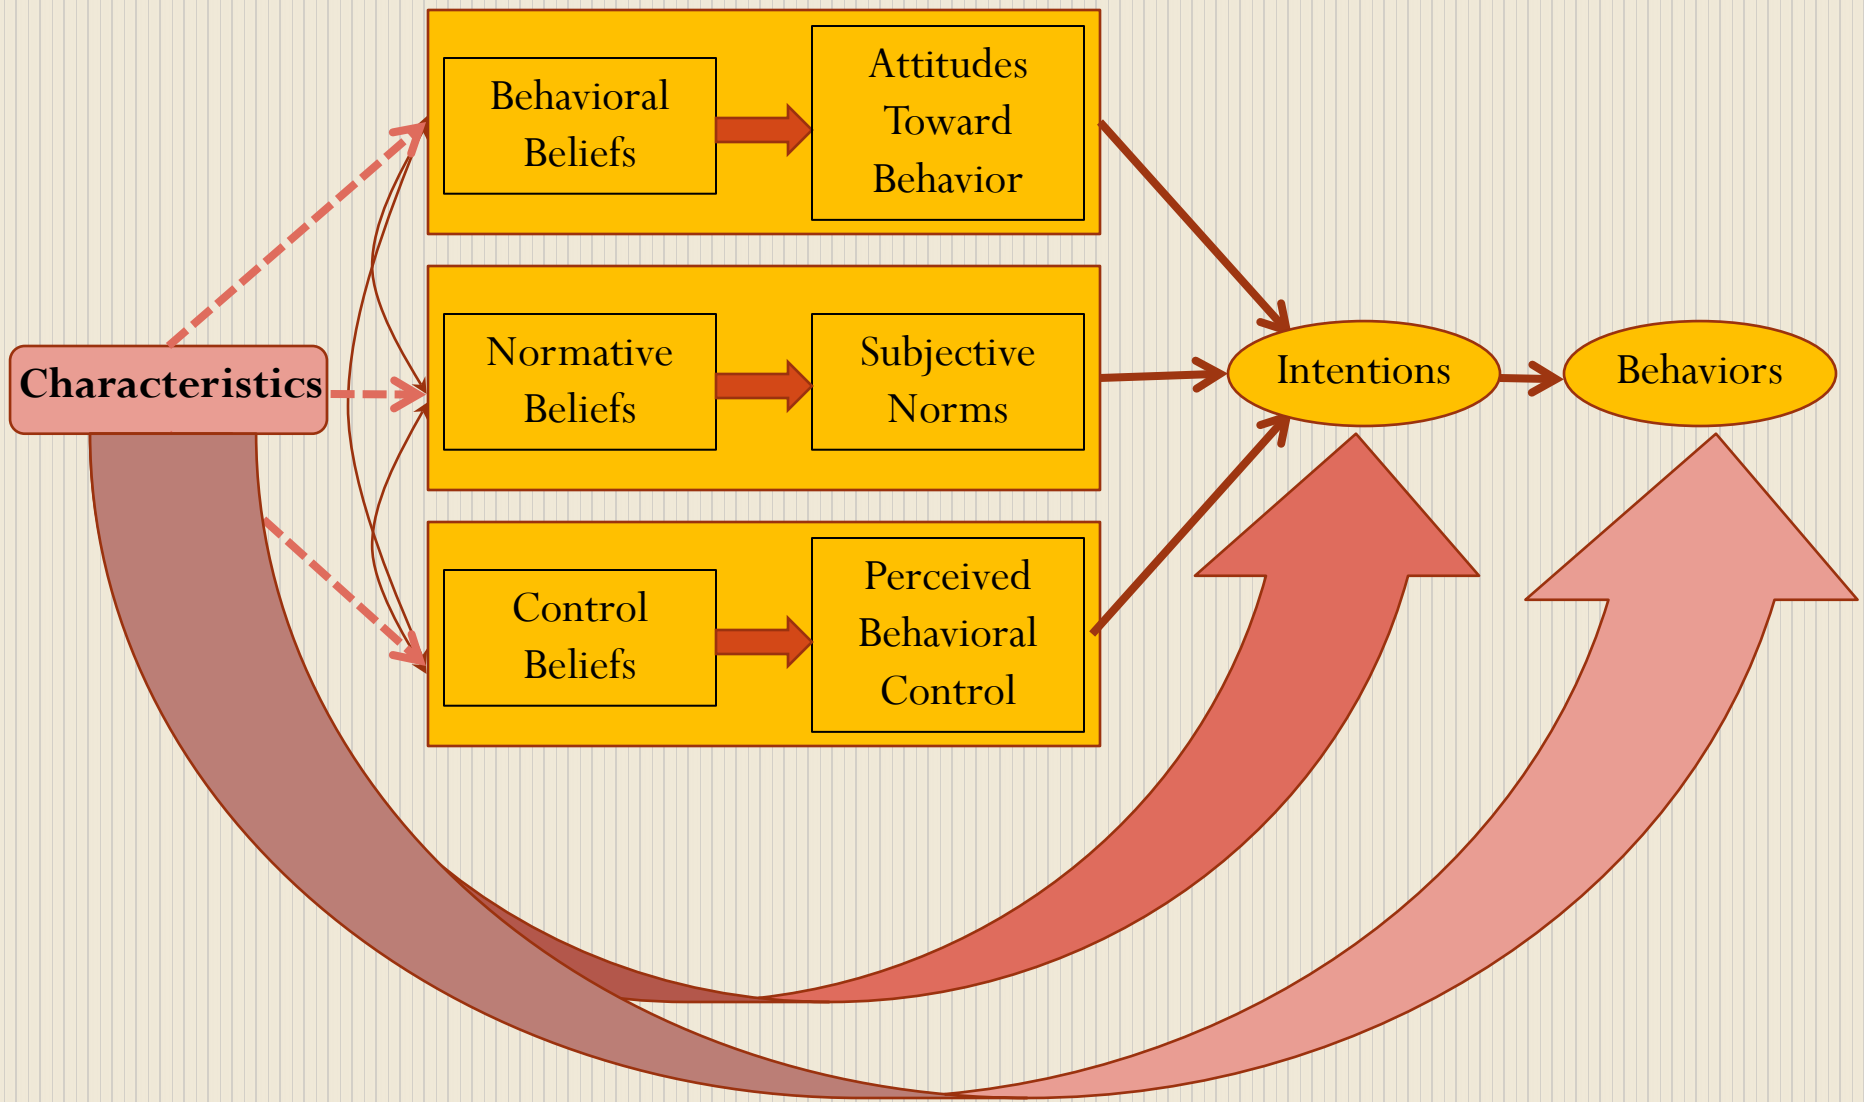 Behavioral
Beliefs
Attitudes
Toward
Behavior
Characteristics
Normative
Beliefs
Subjective
Norms
Intentions
Behaviors
Control
Beliefs
Perceived
Behavioral
Control